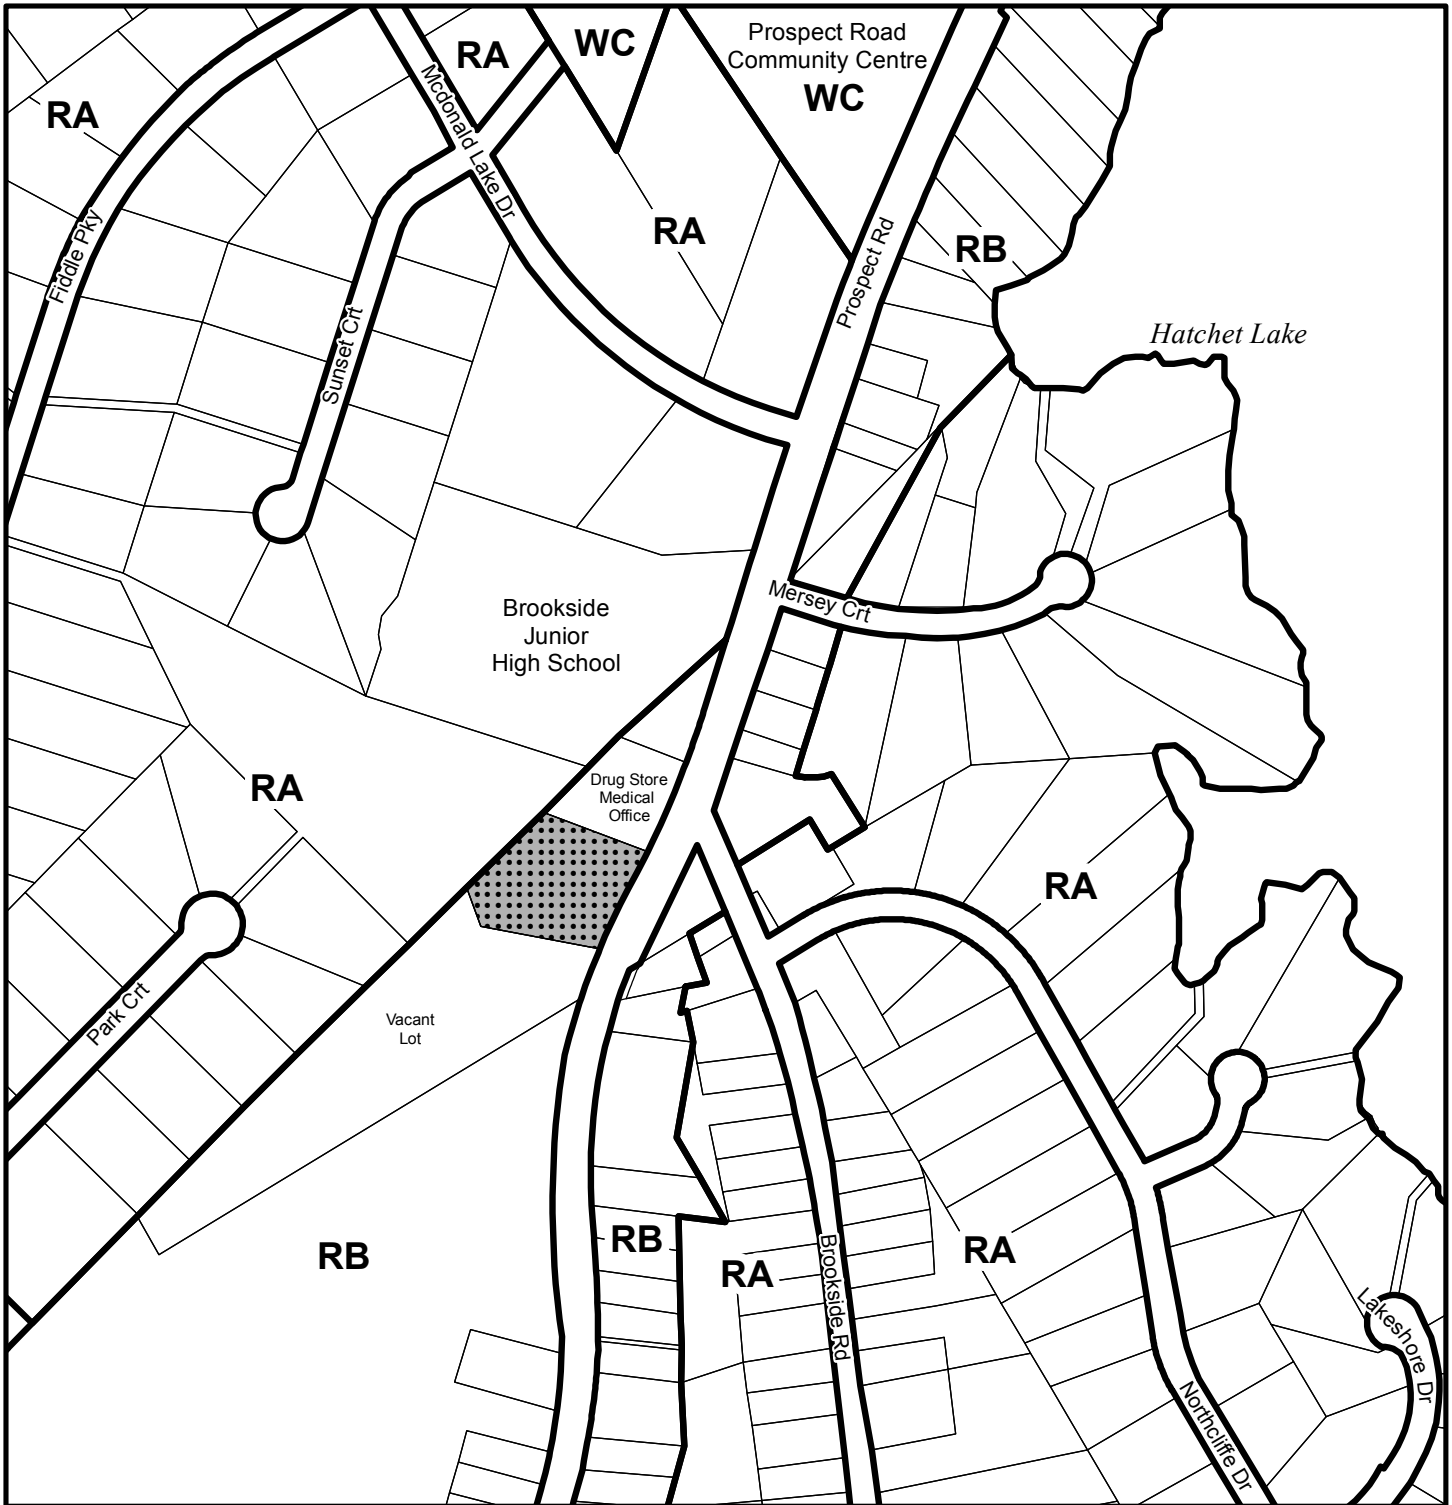 Prospect Road
Community Centre
WC
WC
RA
RA
Mcdonald Lake Dr
RA
Fiddle Pky
Sunset Crt
Prospect Rd
RB
Hatchet Lake
Mersey Crt
Brookside
Junior
High School
RA
Drug Store
Medical
Office
RA
Park Crt
Vacant
Lot
RB
RB
RA
Brookside Rd
RA
Lakeshore Dr
Northcliffe Dr